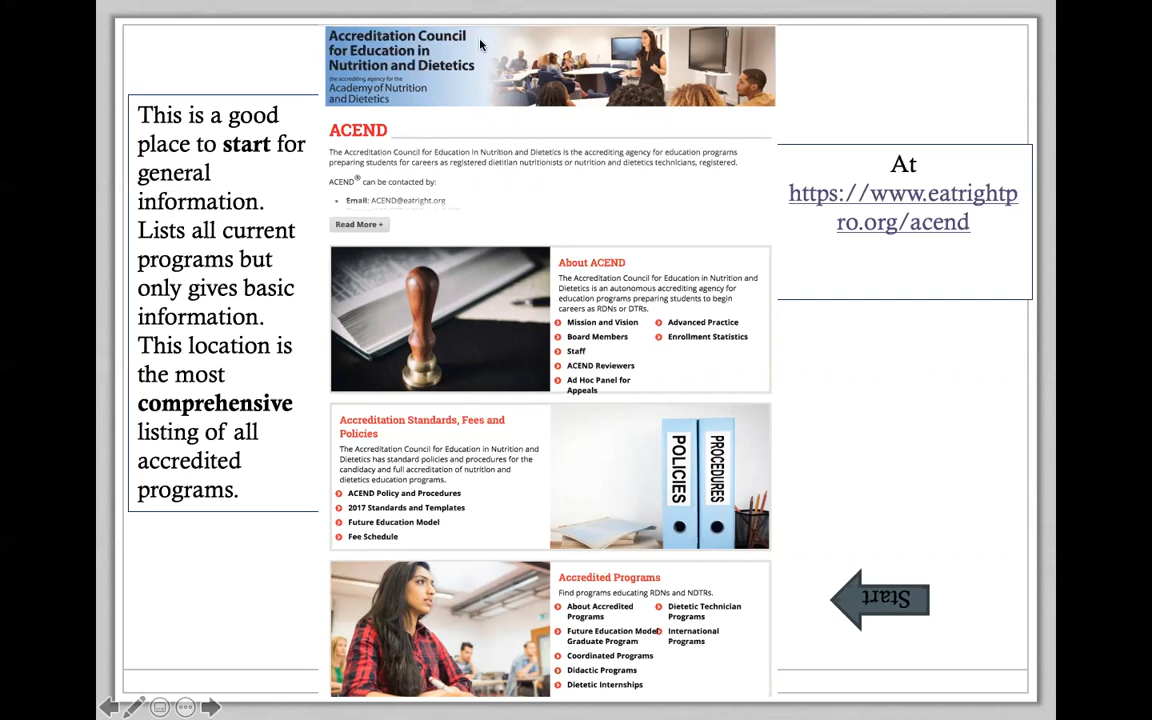 This is a good
place to start for
general
information.
Lists all current
programs but
only gives basic
information.
This location is
the most
comprehensive
listing of all
accredited
programs.
Accreditation Council
for Education in
Nutrition and Dietetics
the accrediting agency for the
Academy of Nutrition
and Dietetics
ACEND
The Accreditation Council for Education in Nutrition and Dietetics is the accrediting agency for education programs
preparing students for careers as registered dietitian nutritionists or nutrition and dietetics technicians, registered.
ACEND® can be contacted by:
Email: ACEND@eatright.org
Read More +
About ACEND
The Accreditation Council for Education in Nutrition and
Dietetics is an autonomous accrediting agency for
education programs preparing students to begin
careers as RDNs or DTRs.
Mission and Vision
Board Members
Staff
ACEND Reviewers
Ad Hoc Panel for
Appeals
Advanced Practice
Enrollment Statistics
Accreditation Standards, Fees and
Policies
The Accreditation Council for Education in Nutrition and
Dietetics has standard policies and procedures for the
candidacy and full accreditation of nutrition and
dietetics education programs.
ACEND Policy and Procedures
2017 Standards and Templates
Future Education Model
Fee Schedule
POLICIES
PROCEDURES
Accredited Programs
Find programs educating RDNs and NDTRs.
About Accredited
Programs
Future Education Model
Graduate Program
Coordinated Programs
Didactic Programs
Dietetic Internships
Dietetic Technician
Programs
International
Programs
At
https://www.eatrightp
ro.org/acend
Start